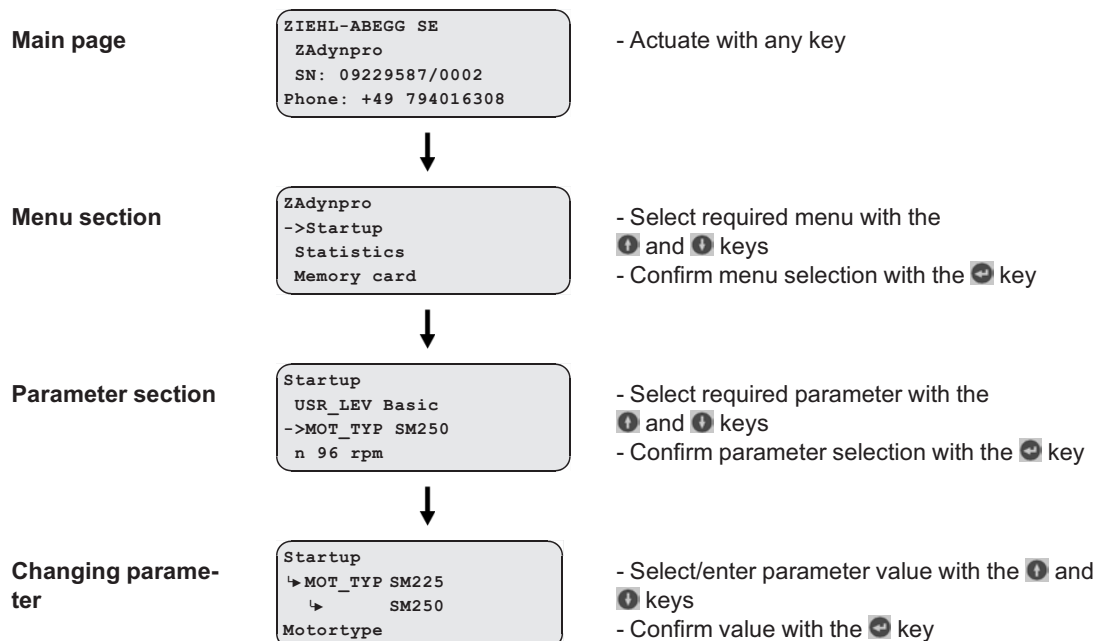 Main page
ZIEHL-ABEGG SE
ZAdynpro
SN: 09229587/0002
Phone: +49 794016308
- Actuate with any key
Menu section
ZAdynpro
->Startup
Statistics
Memory card
- Select required menu with the
and keys
- Confirm menu selection with the key
Parameter section
Startup
USR_LEV Basic
->MOT_TYP SM250
n 96 rpm
- Select required parameter with the
and keys
- Confirm parameter selection with the key
Changing parame-
ter
Startup
MOT_TYP SM225
SM250
Motortype
- Select/enter parameter value with the and
keys
- Confirm value with the key